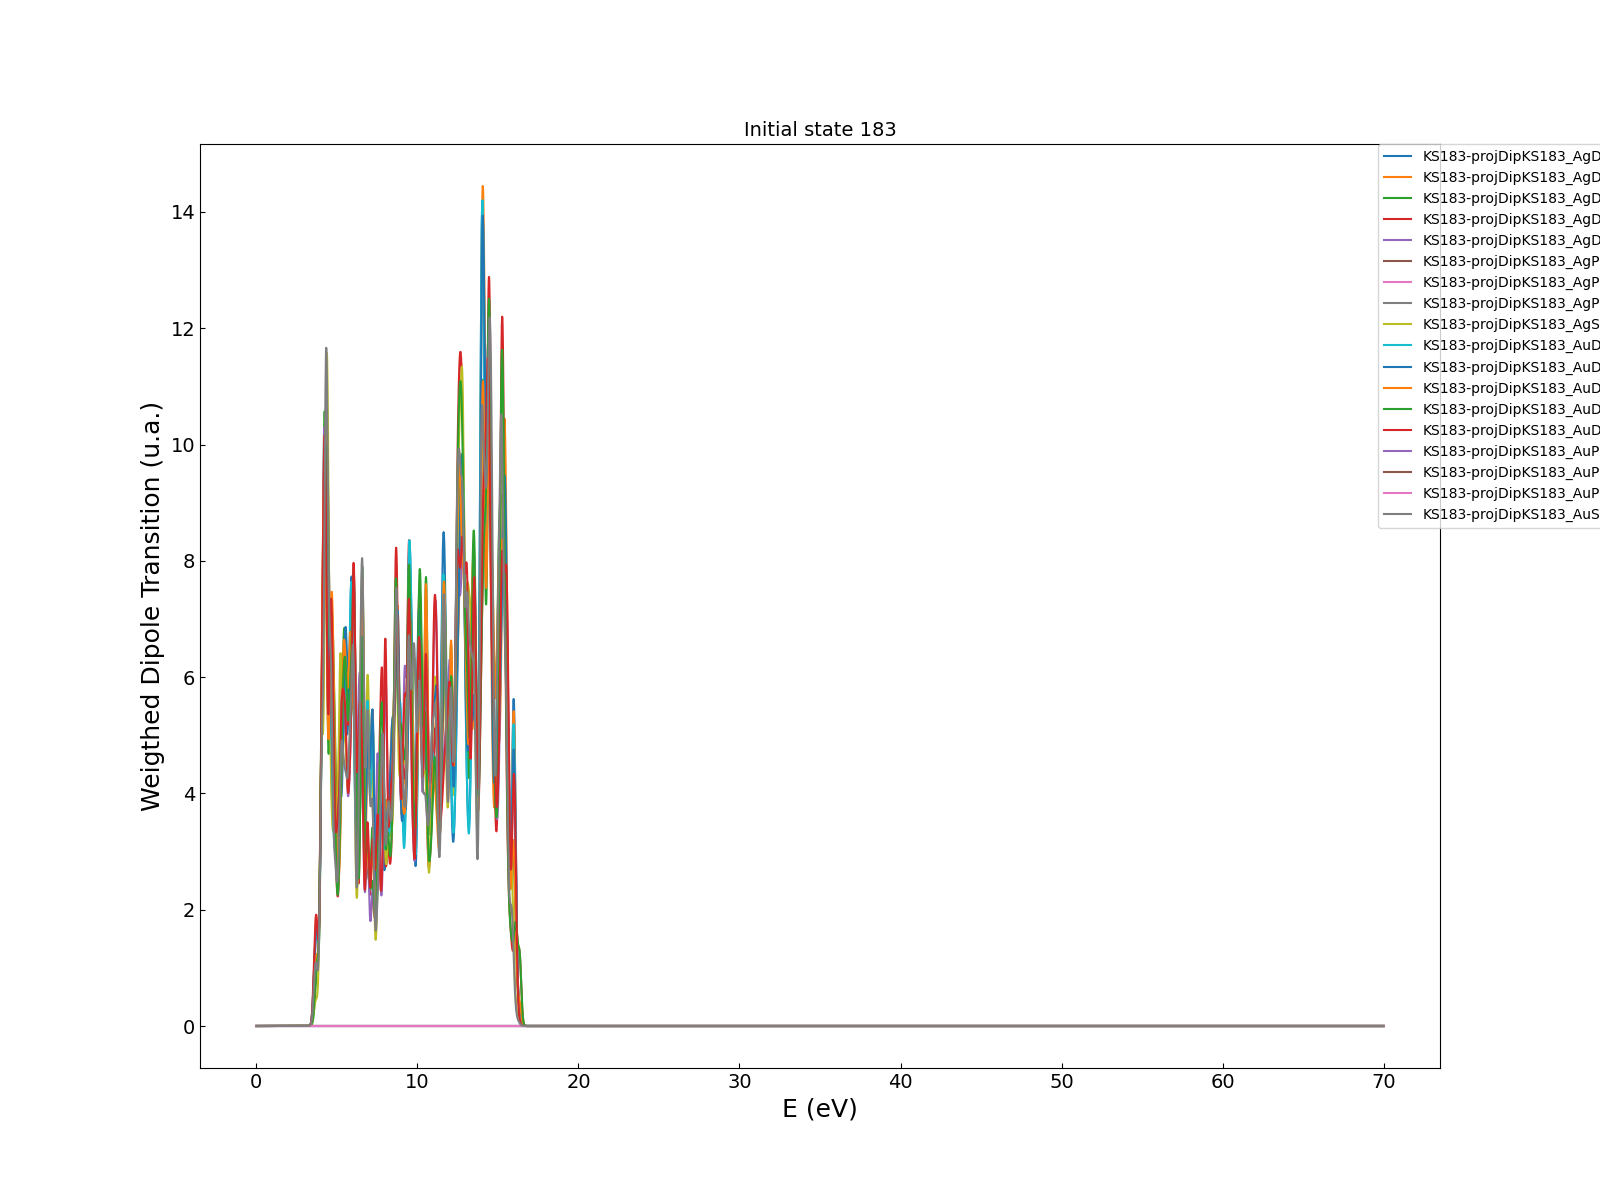 Initial state 183
Weigthed Dipole Transition (u.a.)
14
12
10
8
6
4
2
0
0 10 20 30 40 50 60 70
E (eV)
KS183-projDipKS183_AgD
KS183-projDipKS183_AgD
KS183-projDipKS183_AgD
KS183-projDipKS183_AgD
KS183-projDipKS183_AgD
KS183-projDipKS183_AgP
KS183-projDipKS183_AgP
KS183-projDipKS183_AgP
KS183-projDipKS183_AgS
KS183-projDipKS183_AuD
KS183-projDipKS183_AuD
KS183-projDipKS183_AuD
KS183-projDipKS183_AuD
KS183-projDipKS183_AuD
KS183-projDipKS183_AuP
KS183-projDipKS183_AuP
KS183-projDipKS183_AuP
KS183-projDipKS183_AuS